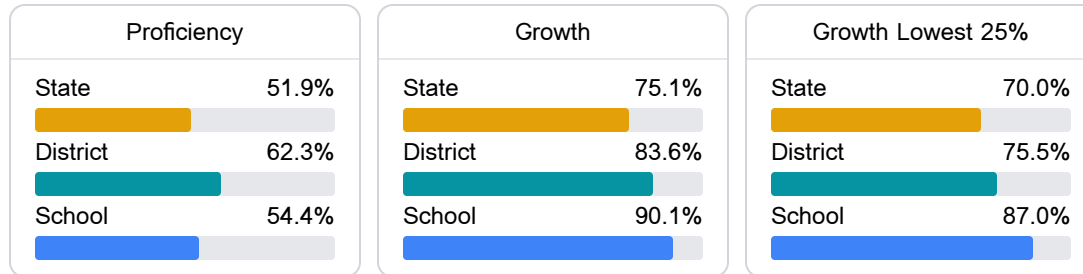 Proficiency
State 51.9%
District 62.3%
School 54.4%
Growth
State 75.1%
District 83.6%
School 90.1%
Growth Lowest 25%
State 70.0%
District 75.5%
School 87.0%